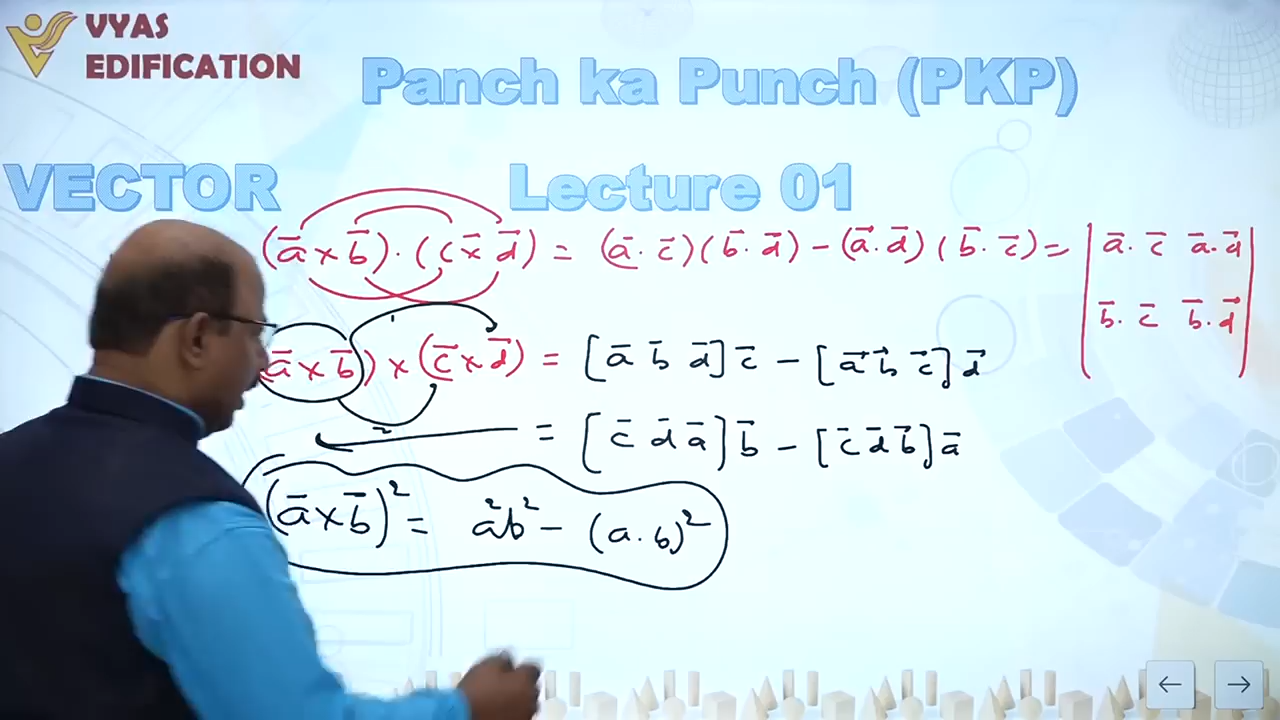 VYAS
EDIFICATION
Panch ka Punch (PKP)
VECTOR Lecture 01
(a̅ × b̅) · (c̅ × d̅) = (a̅ · c̅)(b̅ · d̅) − (a⃗ · d̅)(b̅ · c̅) = | a̅ · c̅ a̅ · d̅ |
| b̅ · c̅ b̅ · d⃗ |
(a̅ × b̅) × (c̅ × d̅) = [a̅ b̅ d̅] c̅ − [a⃗ b⃗ c̅] d⃗
= [c̅ d̅ a̅] b̅ − [c̅ d̅ b̅] a̅
(a̅ × b̅)² = a²b² − (a · b)²
← →